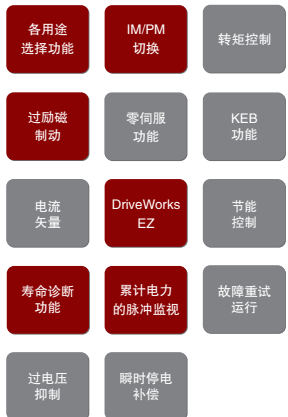 各用途
选择功能
IM/PM
切换
转矩控制
过励磁
制动
零伺服
功能
KEB
功能
电流
矢量
DriveWorks
EZ
节能
控制
寿命诊断
功能
累计电力
的脉冲监视
故障重试
运行
过电压
抑制
瞬时停电
补偿